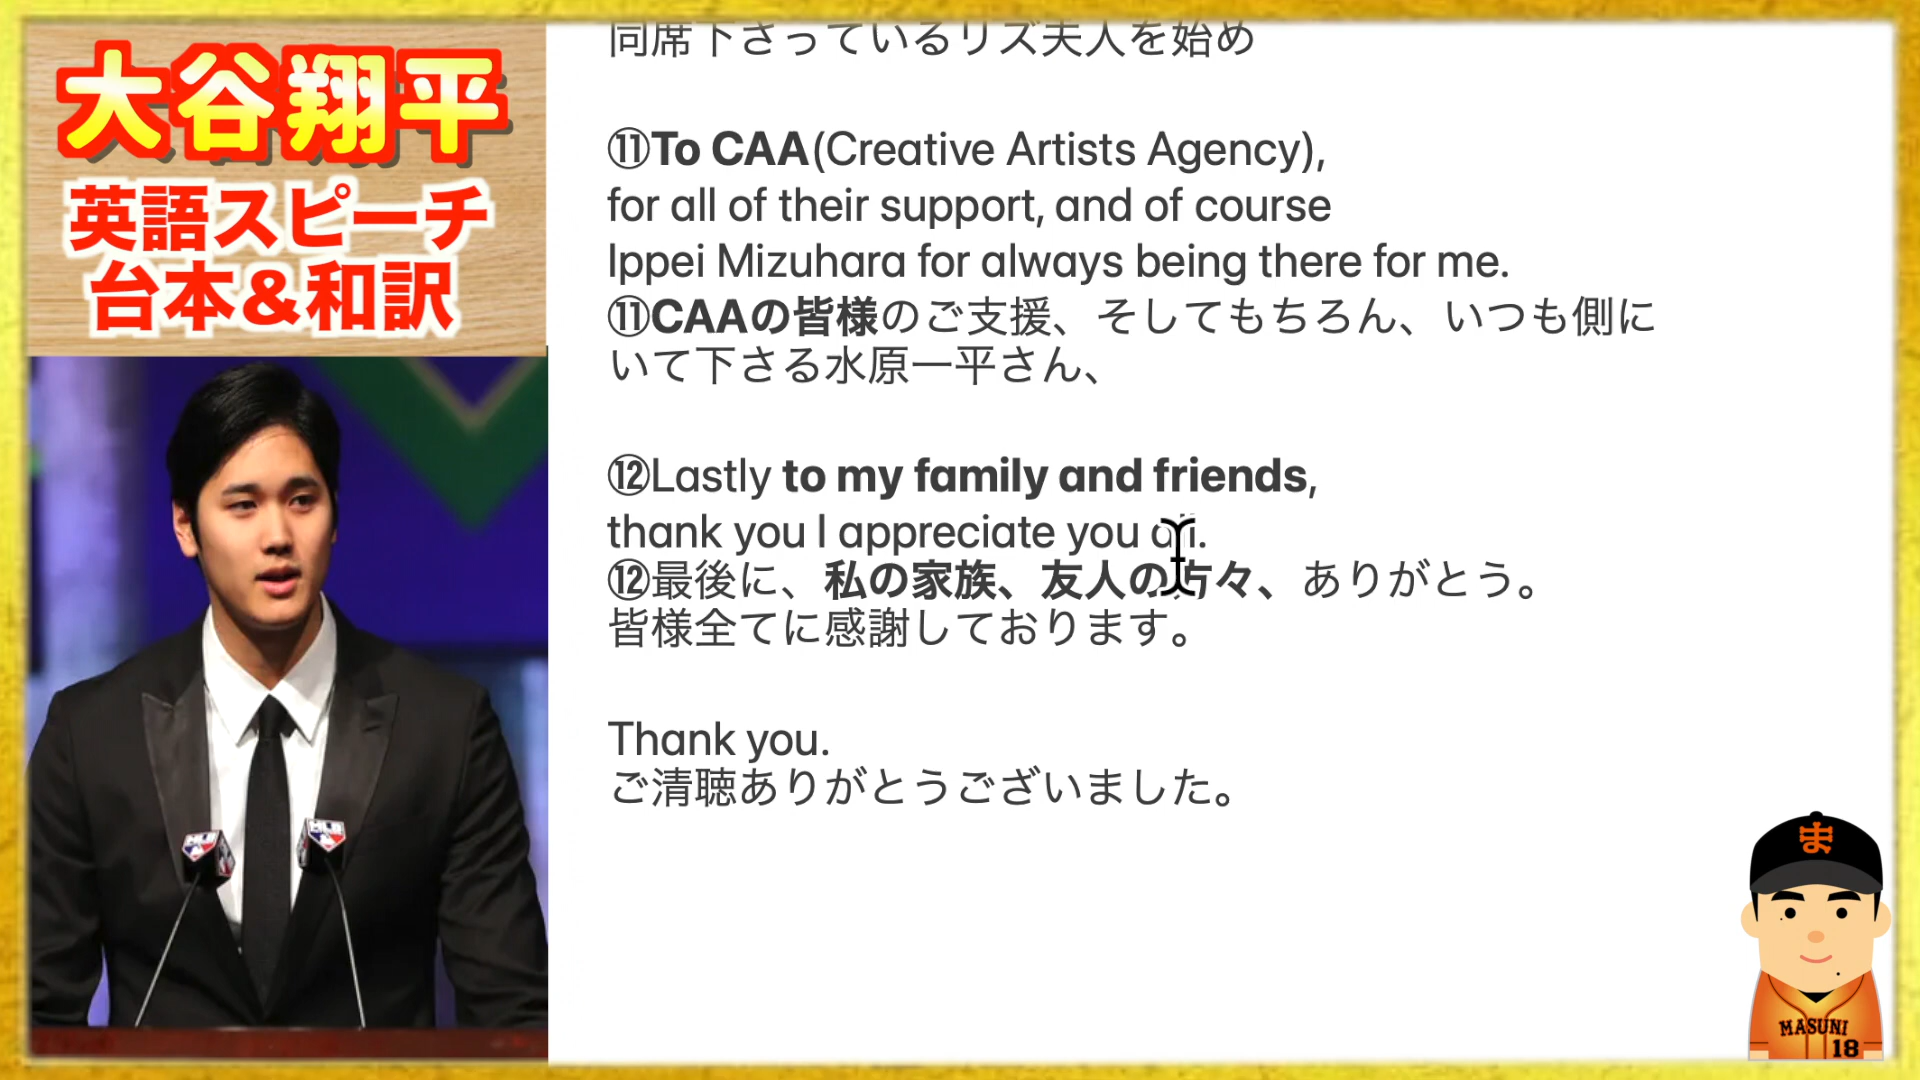 大谷翔平
英語スピーチ
台本&和訳
同席下さっているリズ夫人を始め
⑪To CAA(Creative Artists Agency),
for all of their support, and of course
Ippei Mizuhara for always being there for me.
⑪CAAの皆様のご支援、そしてもちろん、いつも側に
いて下さる水原一平さん、
⑫Lastly to my family and friends,
thank you I appreciate you all.
⑫最後に、私の家族、友人の方々、ありがとう。
皆様全てに感謝しております。
Thank you.
ご清聴ありがとうございました。
ま
MASUNI
18